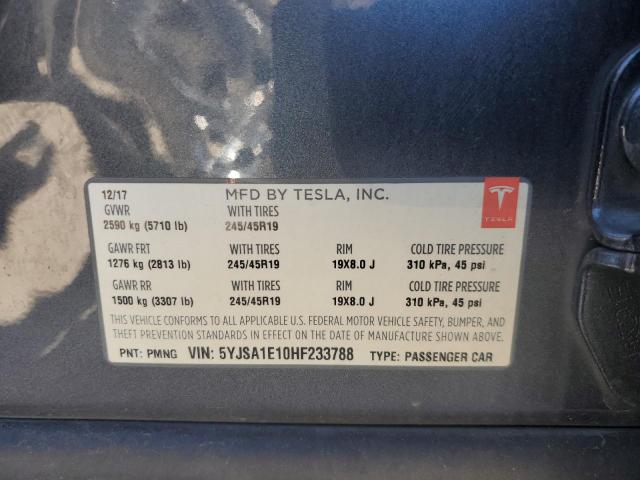 12/17 MFD BY TESLA, INC.
GVWR WITH TIRES
2590 kg (5710 lb) 245/45R19
TESLA
GAWR FRT WITH TIRES RIM COLD TIRE PRESSURE
1276 kg (2813 lb) 245/45R19 19X8.0 J 310 kPa, 45 psi
GAWR RR WITH TIRES RIM COLD TIRE PRESSURE
1500 kg (3307 lb) 245/45R19 19X8.0 J 310 kPa, 45 psi
THIS VEHICLE CONFORMS TO ALL APPLICABLE U.S. FEDERAL MOTOR VEHICLE SAFETY, BUMPER, AND
THEFT PREVENTION STANDARDS IN EFFECT ON THE DATE OF MANUFACTURE SHOWN ABOVE.
PNT: PMNG VIN: 5YJSA1E10HF233788 TYPE: PASSENGER CAR